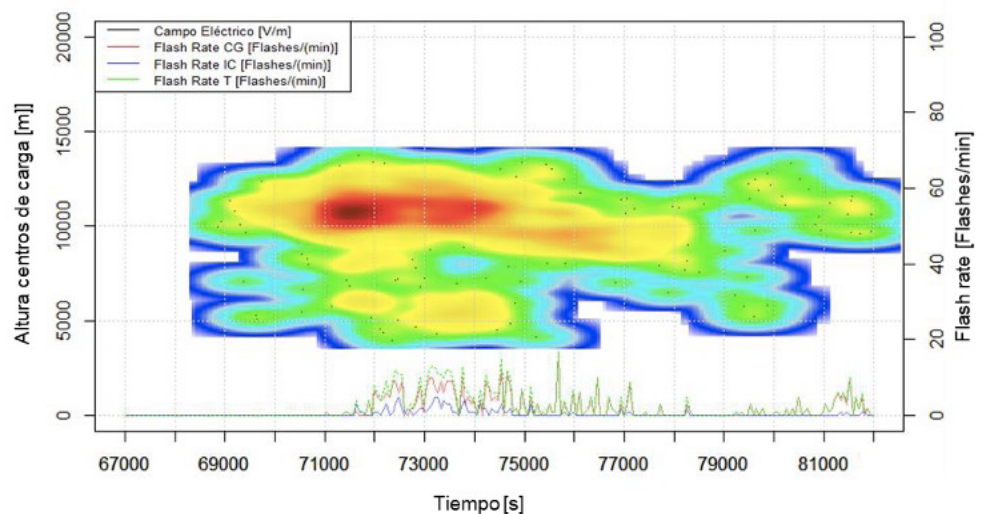 Campo Eléctrico [V/m]
Flash Rate CG [Flashes/(min)]
Flash Rate IC [Flashes/(min)]
Flash Rate T [Flashes/(min)]
Altura centros de carga [m]]
20000
15000
10000
5000
0
100
80
60
40
20
0
Flash rate [Flashes/min]
67000 69000 71000 73000 75000 77000 79000 81000
Tiempo [s]